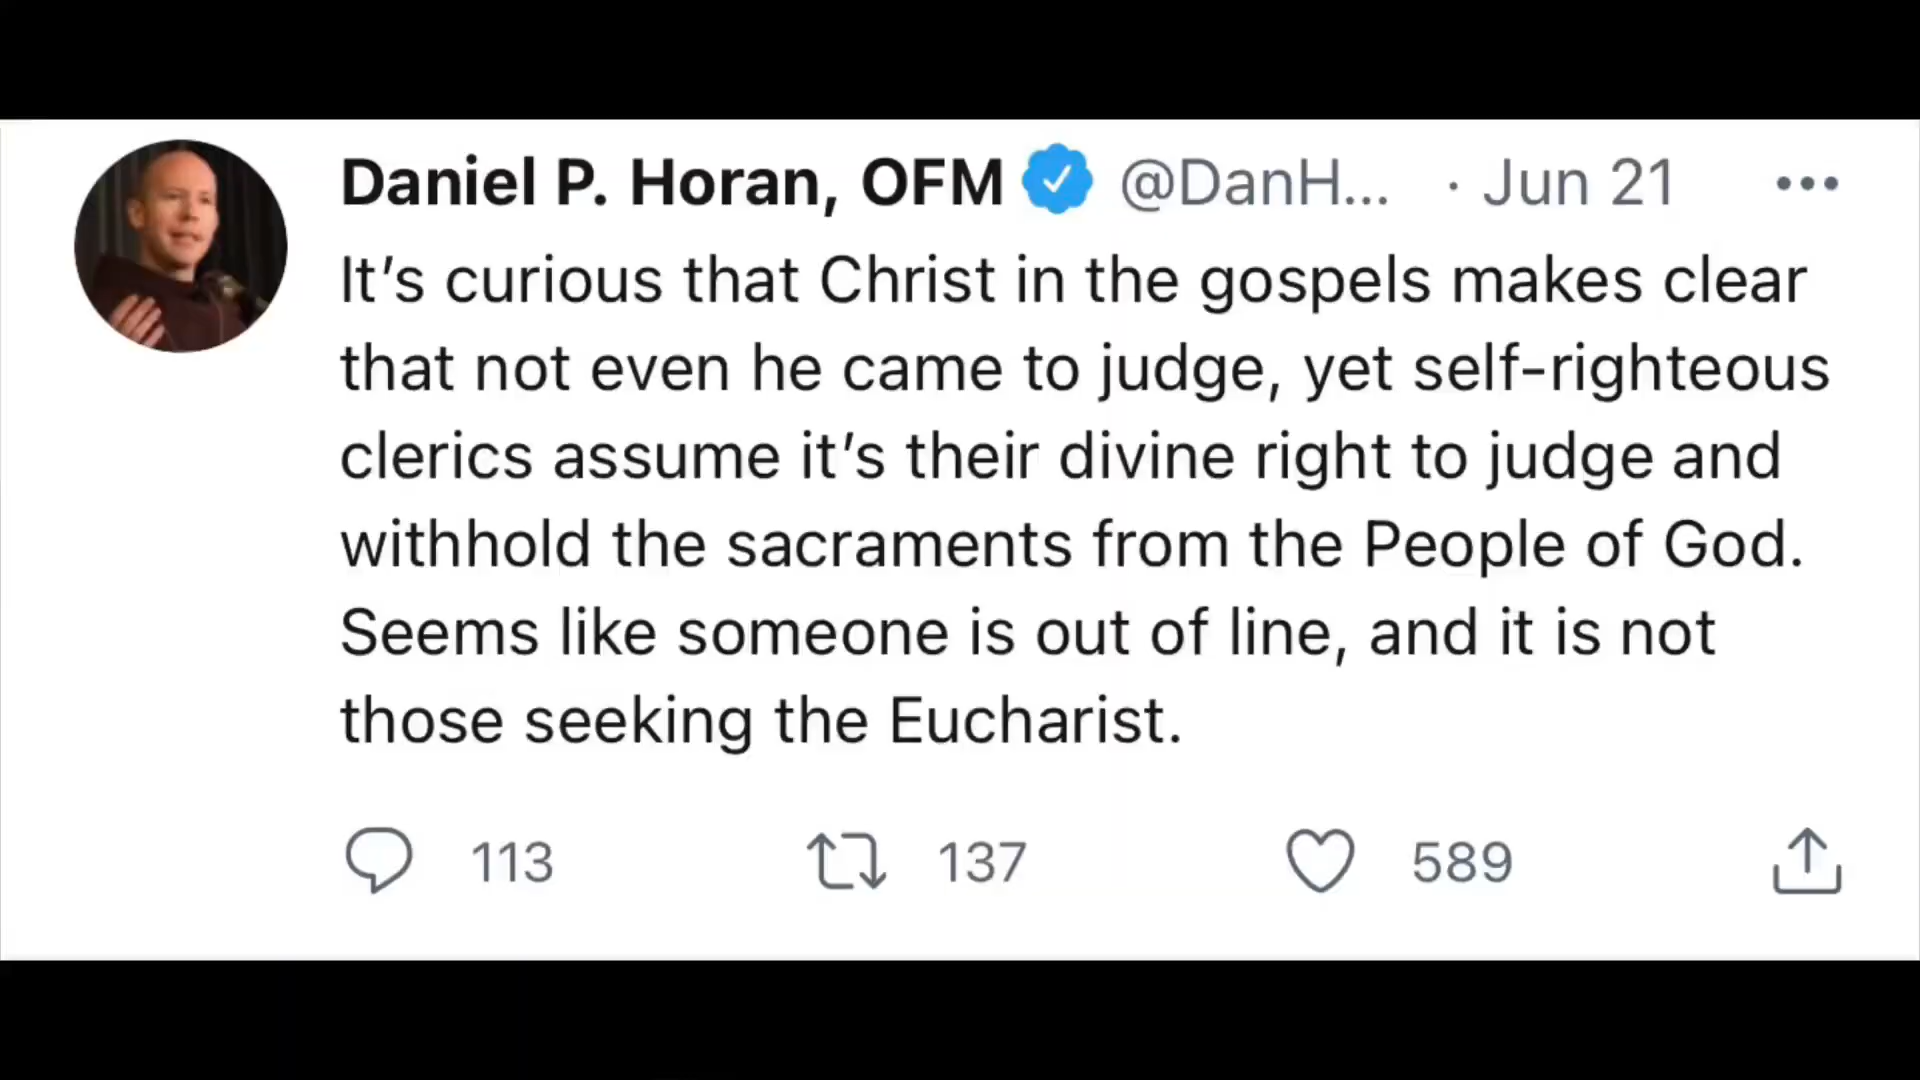 Daniel P. Horan, OFM @DanH... · Jun 21
It’s curious that Christ in the gospels makes clear
that not even he came to judge, yet self-righteous
clerics assume it’s their divine right to judge and
withhold the sacraments from the People of God.
Seems like someone is out of line, and it is not
those seeking the Eucharist.
113 137 589